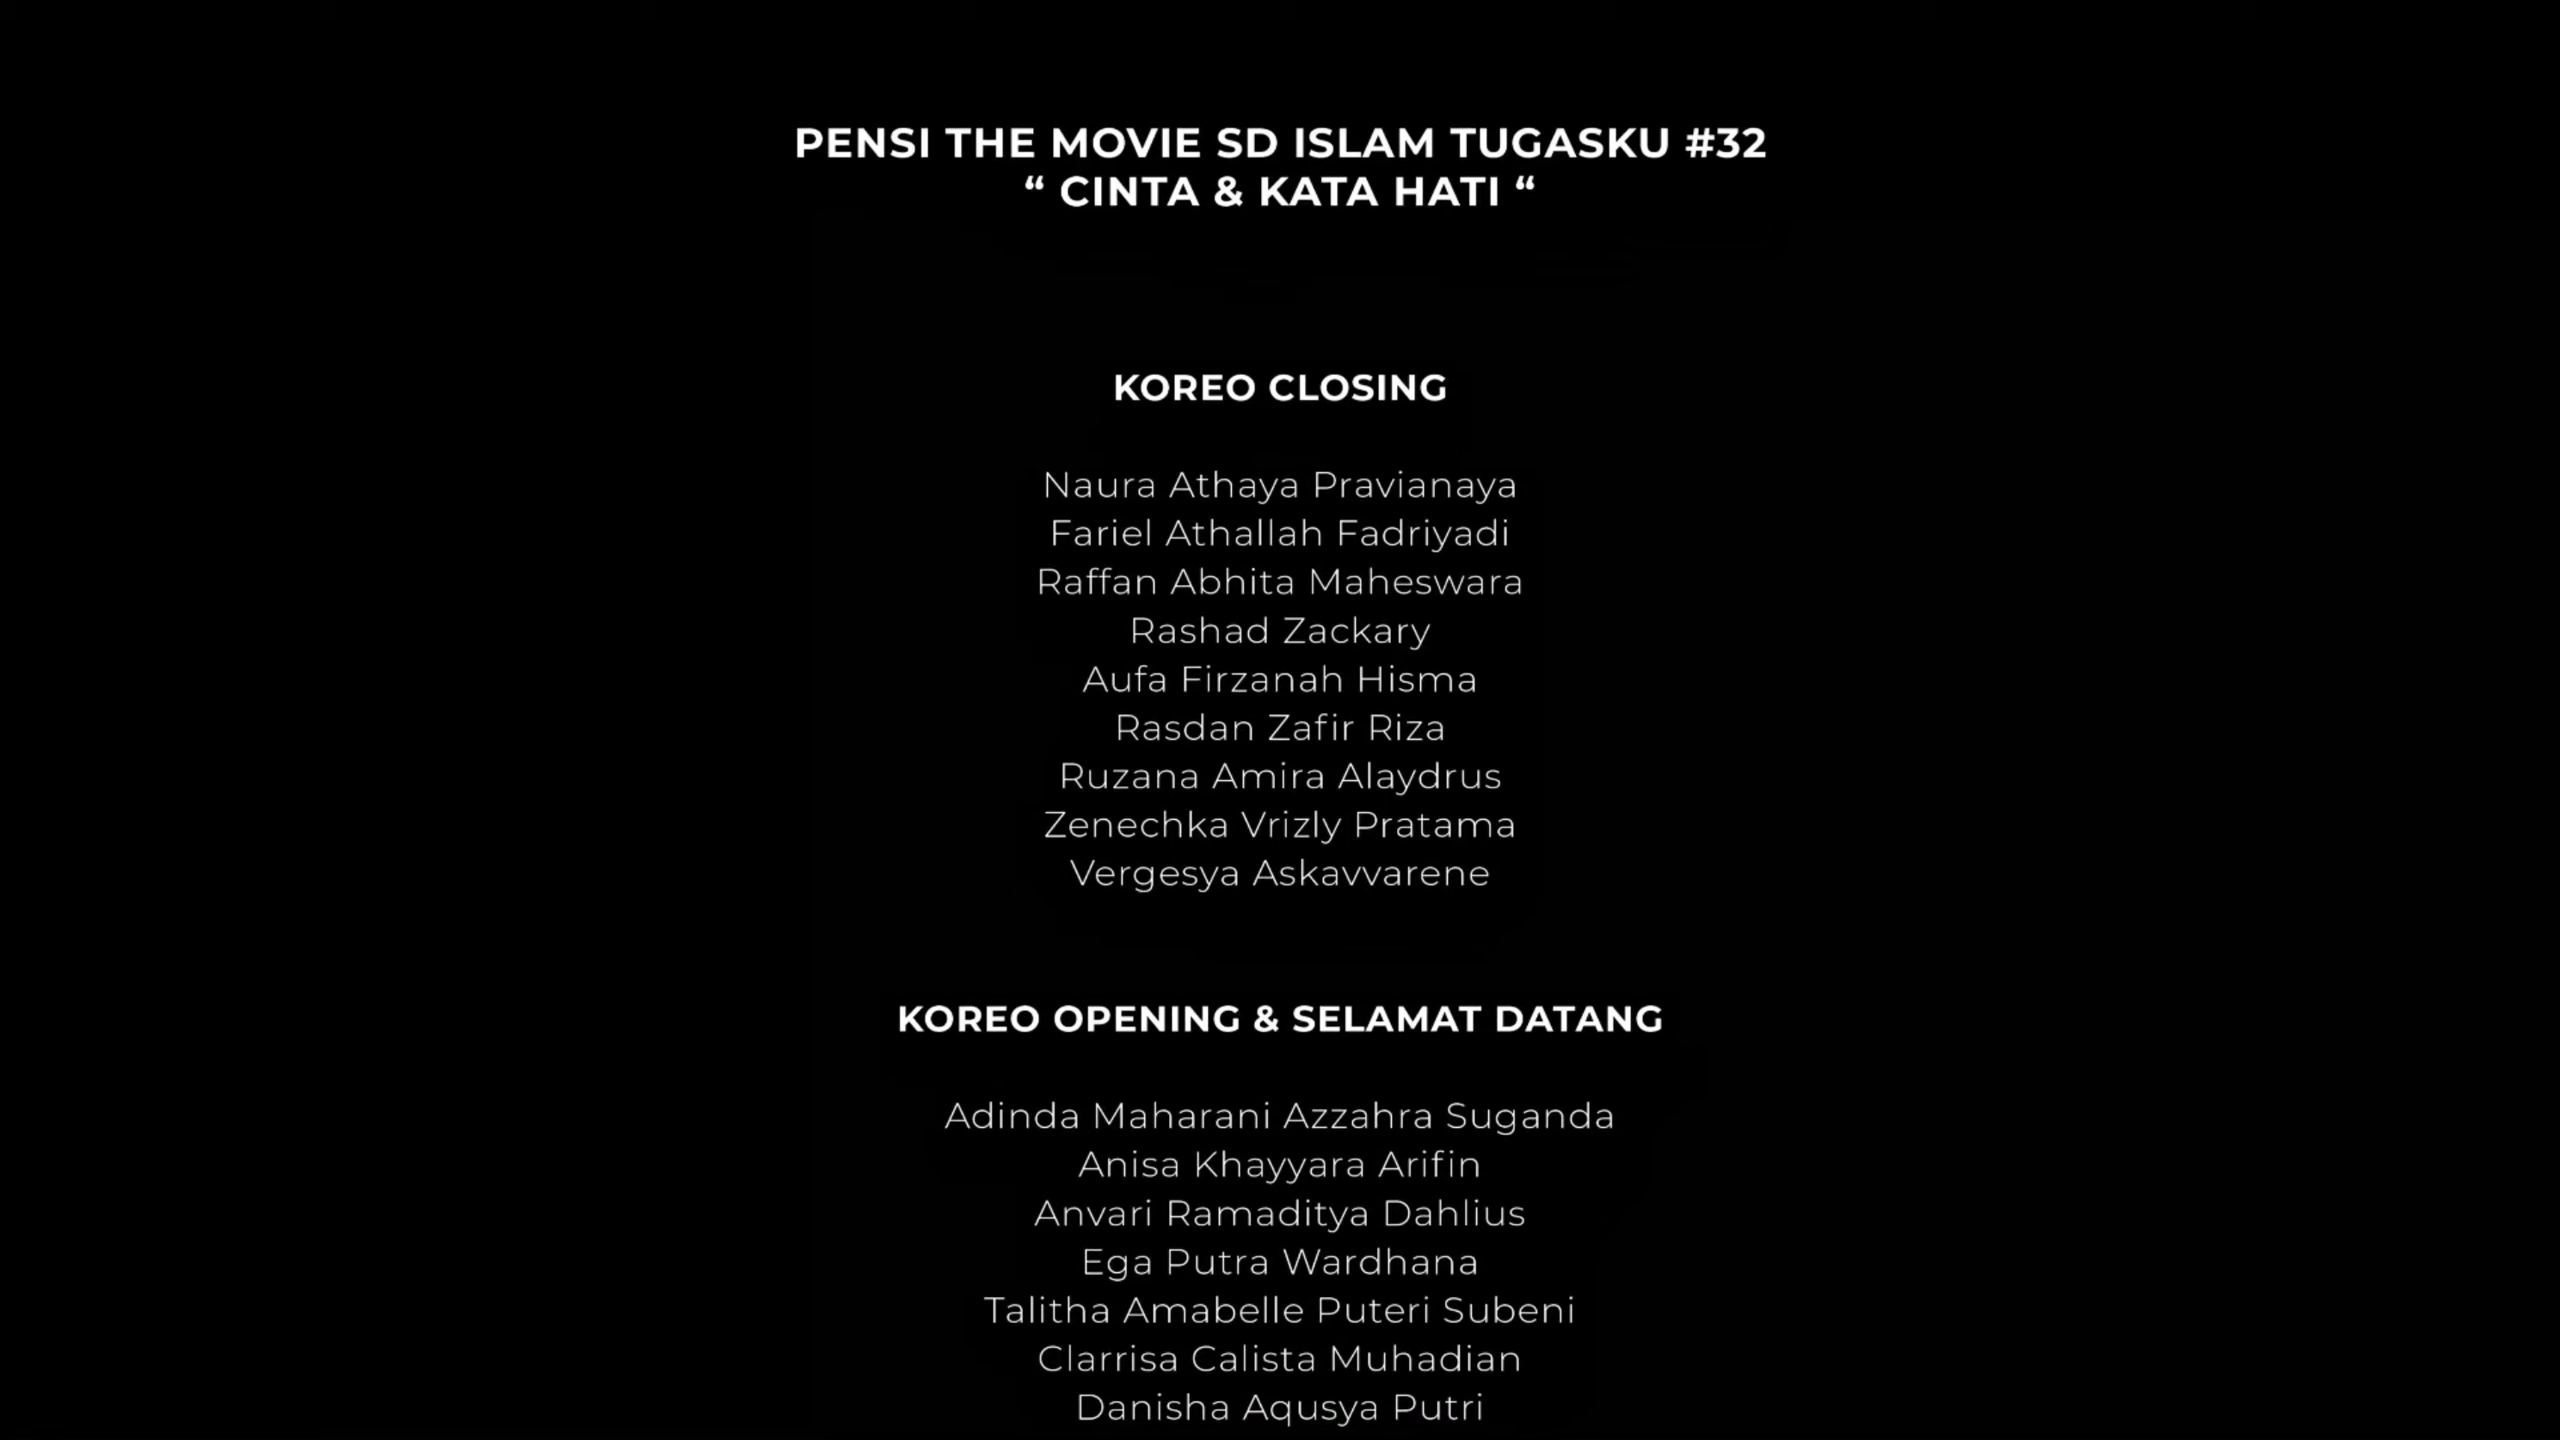 PENSI THE MOVIE SD ISLAM TUGASKU #32
“ CINTA & KATA HATI “
KOREO CLOSING
Naura Athaya Pravianaya
Fariel Athallah Fadriyadi
Raffan Abhita Maheswara
Rashad Zackary
Aufa Firzanah Hisma
Rasdan Zafir Riza
Ruzana Amira Alaydrus
Zenechka Vrizly Pratama
Vergesya Askavvarene
KOREO OPENING & SELAMAT DATANG
Adinda Maharani Azzahra Suganda
Anisa Khayyara Arifin
Anvari Ramaditya Dahlius
Ega Putra Wardhana
Talitha Amabelle Puteri Subeni
Clarrisa Calista Muhadian
Danisha Aqusya Putri